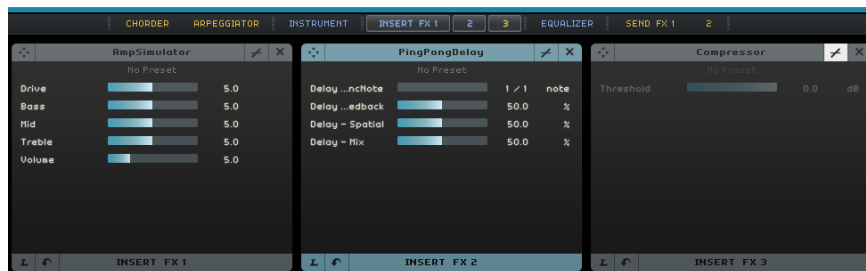 CHORDER ARPEGGIATOR INSTRUMENT INSERT FX 1 2 3 EQUALIZER SEND FX 1 2
AmpSimulator
No Preset
Drive 5.0
Bass 5.0
Mid 5.0
Treble 5.0
Volume 5.0
L INSERT FX 1
PingPongDelay
No Preset
Delay ...ncNote 1 / 1 note
Delay ...edback 50.0 %
Delay - Spatial 50.0 %
Delay - Mix 50.0 %
L INSERT FX 2
Compressor
No Preset
Threshold 0.0 dB
L INSERT FX 3